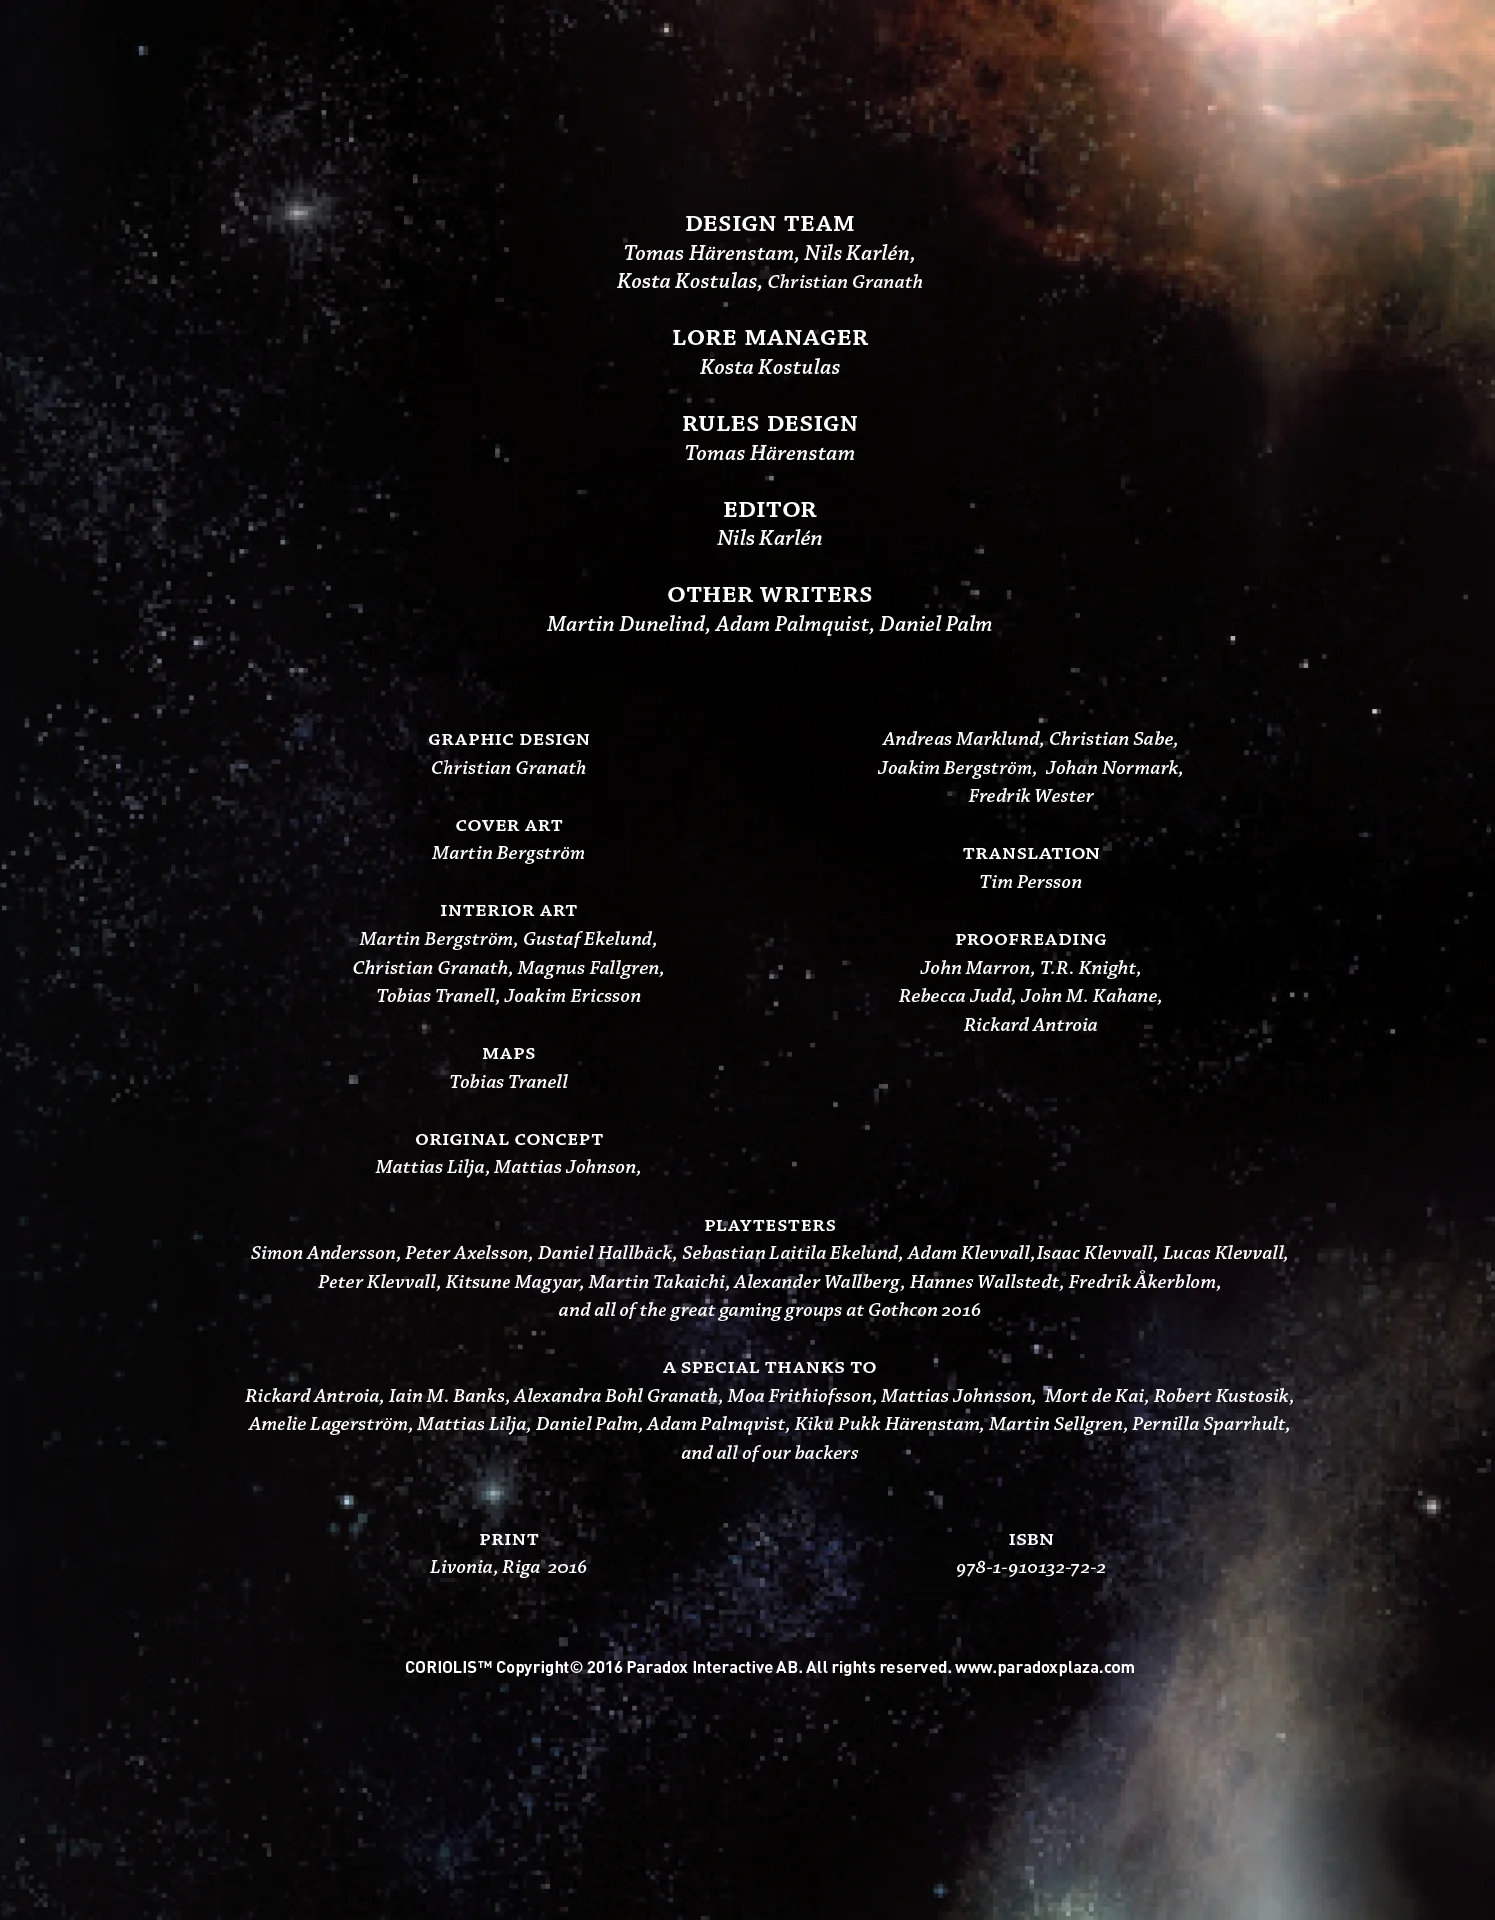 DESIGN TEAM
Tomas Härenstam, Nils Karlén,
Kosta Kostulas, Christian Granath
LORE MANAGER
Kosta Kostulas
RULES DESIGN
Tomas Härenstam
EDITOR
Nils Karlén
OTHER WRITERS
Martin Dunelind, Adam Palmquist, Daniel Palm
GRAPHIC DESIGN
Christian Granath
COVER ART
Martin Bergström
INTERIOR ART
Martin Bergström, Gustaf Ekelund,
Christian Granath, Magnus Fallgren,
Tobias Tranell, Joakim Ericsson
MAPS
Tobias Tranell
ORIGINAL CONCEPT
Mattias Lilja, Mattias Johnson,
Andreas Marklund, Christian Sabe,
Joakim Bergström, Johan Normark,
Fredrik Wester
TRANSLATION
Tim Persson
PROOFREADING
John Marron, T.R. Knight,
Rebecca Judd, John M. Kahane,
Rickard Antroia
PLAYTESTERS
Simon Andersson, Peter Axelsson, Daniel Hallbäck, Sebastian Laitila Ekelund, Adam Klevvall,Isaac Klevvall, Lucas Klevvall,
Peter Klevvall, Kitsune Magyar, Martin Takaichi, Alexander Wallberg, Hannes Wallstedt, Fredrik Åkerblom,
and all of the great gaming groups at Gothcon 2016
A SPECIAL THANKS TO
Rickard Antroia, Iain M. Banks, Alexandra Bohl Granath, Moa Frithiofsson, Mattias Johnsson, Mort de Kai, Robert Kustosik,
Amelie Lagerström, Mattias Lilja, Daniel Palm, Adam Palmqvist, Kiku Pukk Härenstam, Martin Sellgren, Pernilla Sparrhult,
and all of our backers
PRINT
Livonia, Riga 2016
ISBN
978-1-910132-72-2
CORIOLIS™ Copyright© 2016 Paradox Interactive AB. All rights reserved. www.paradoxplaza.com